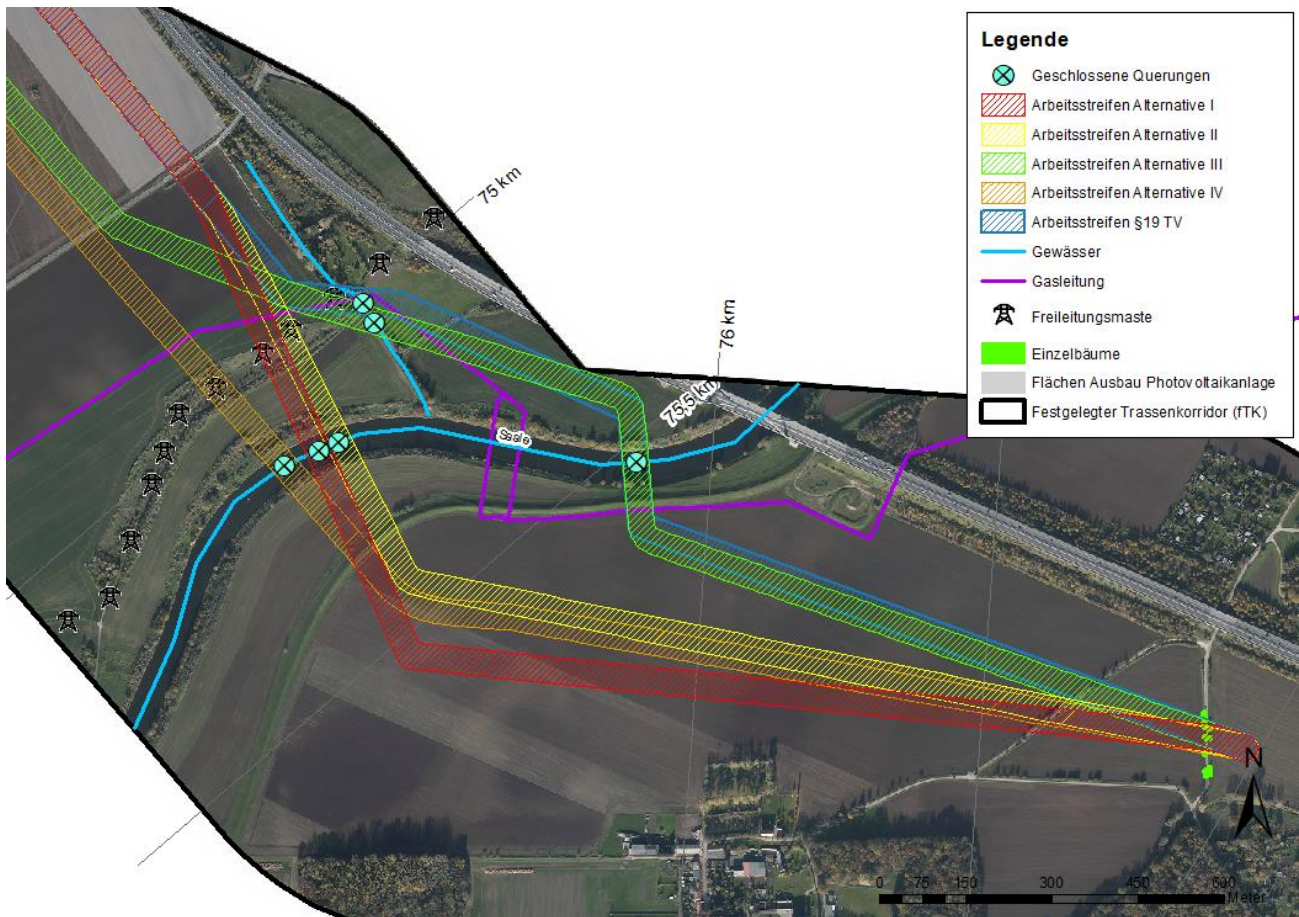 Legende
Geschlossene Querungen
Arbeitsstreifen Alternative I
Arbeitsstreifen Alternative II
Arbeitsstreifen Alternative III
Arbeitsstreifen Alternative IV
Arbeitsstreifen §19 TV
Gewässer
Gasleitung
Freileitungsmaste
Einzelbäume
Flächen Ausbau Photovoltaikanlage
Festgelegter Trassenkorridor (fTK)
75 km
76 km
75,5 km
Saale
N
0 75 150 300 450 600
Meter